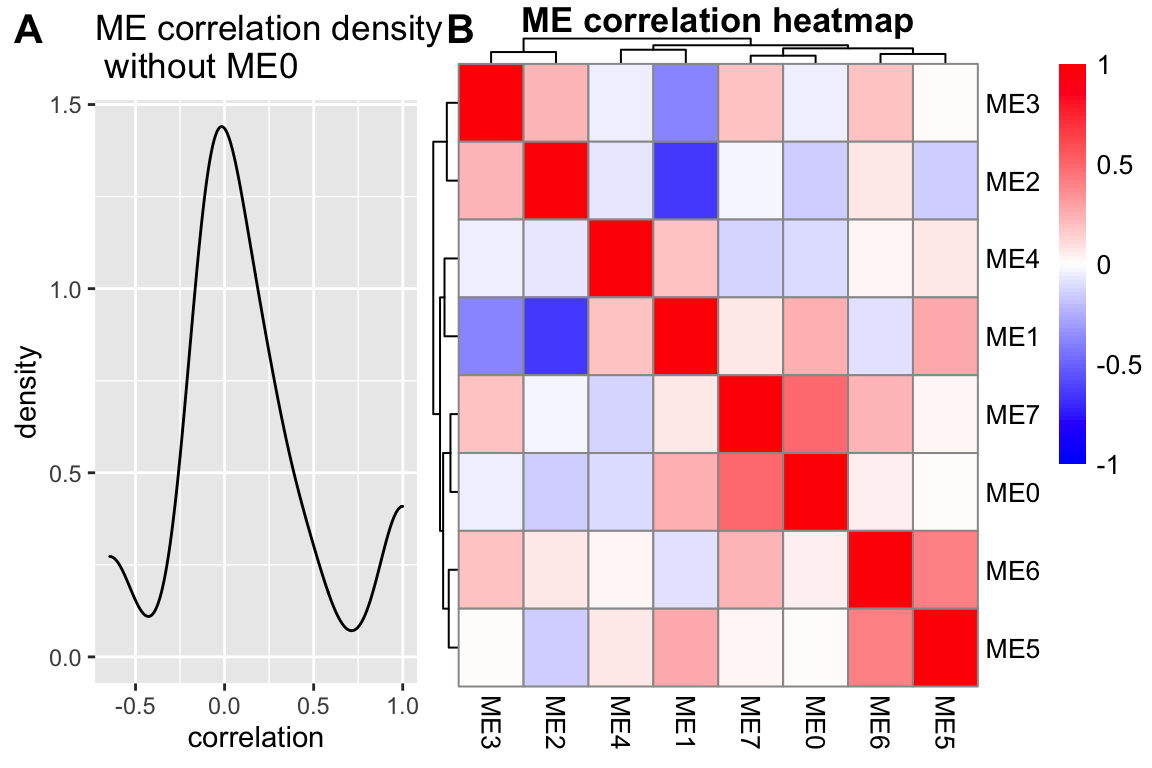 A
ME correlation density
without ME0
1.5
1.0
0.5
0.0
density
-0.5
0.0
0.5
1.0
correlation
B
ME correlation heatmap
ME3
ME2
ME4
ME1
ME7
ME0
ME6
ME5
ME3
ME2
ME4
ME1
ME7
ME0
ME6
ME5
1
0.5
0
-0.5
-1